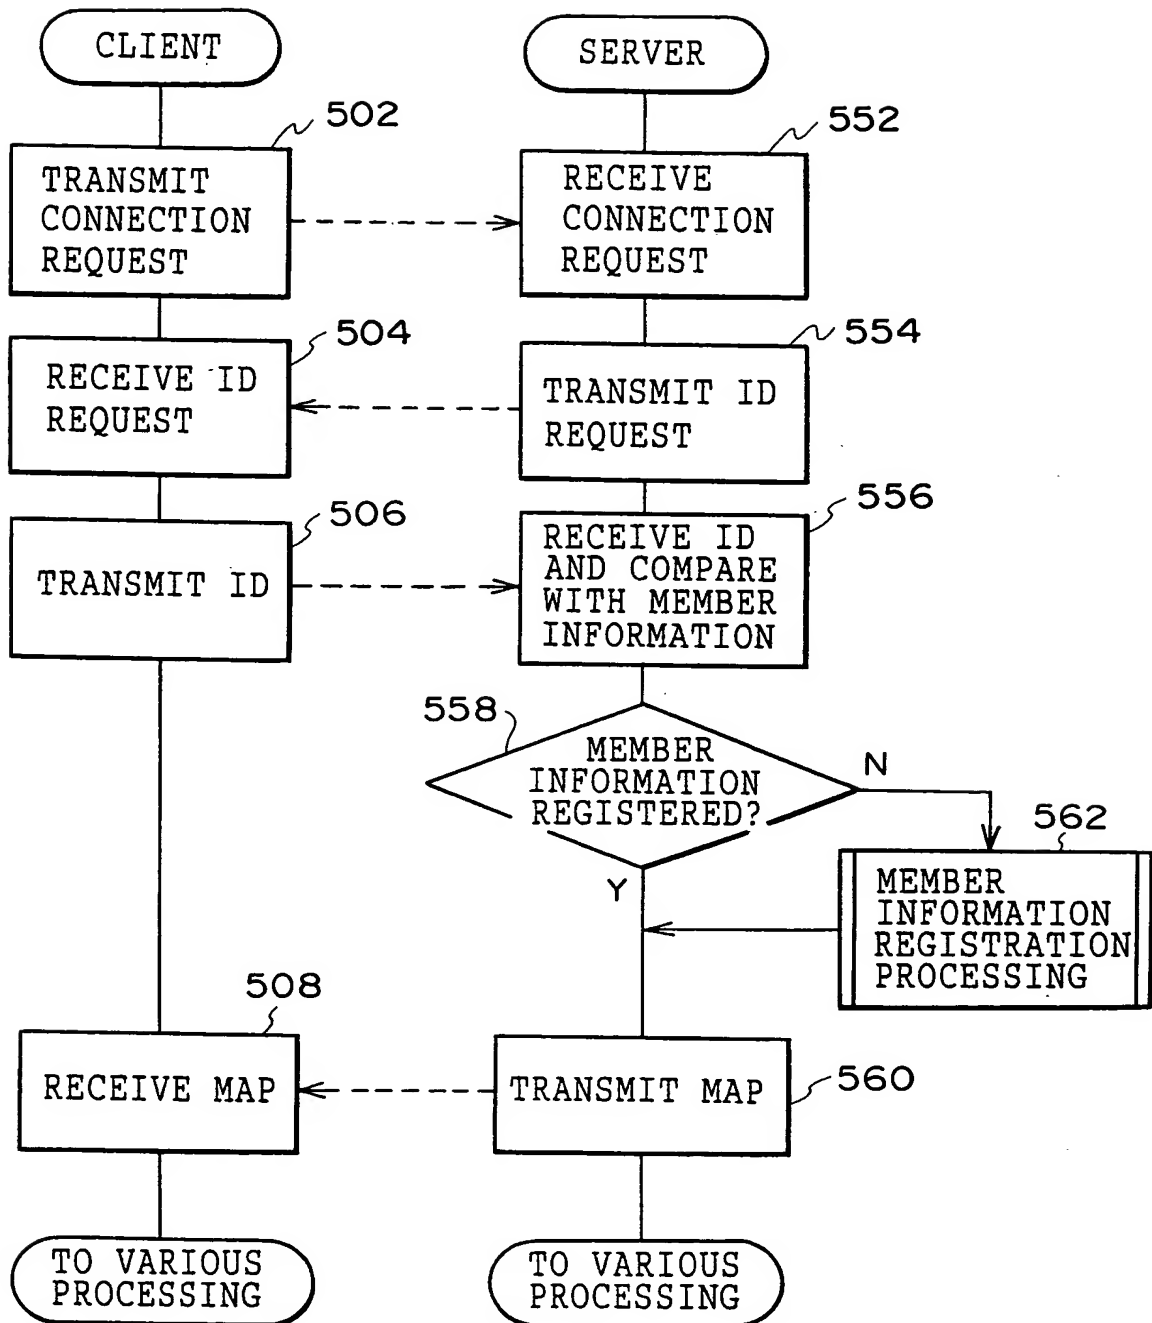 CLIENT
SERVER
502
552
TRANSMIT
CONNECTION
REQUEST
RECEIVE
CONNECTION
REQUEST
504
554
RECEIVE ID
REQUEST
TRANSMIT ID
REQUEST
506
556
TRANSMIT ID
RECEIVE ID
AND COMPARE
WITH MEMBER
INFORMATION
558
MEMBER
INFORMATION
REGISTERED?
N
Y
562
MEMBER
INFORMATION
REGISTRATION
PROCESSING
508
RECEIVE MAP
TRANSMIT MAP
560
TO VARIOUS
PROCESSING
TO VARIOUS
PROCESSING